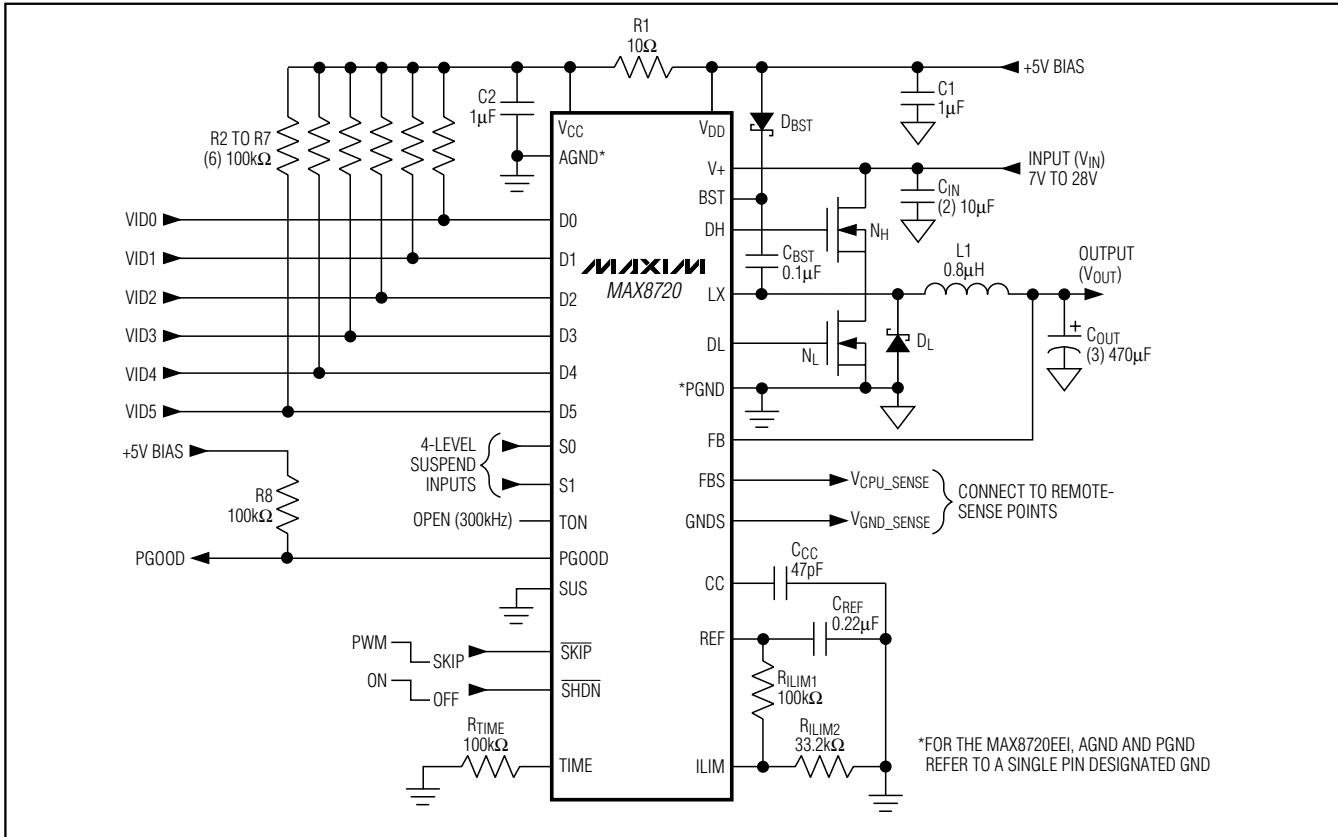 R1
10Ω
+5V BIAS
C2
1µF
C1
1µF
R2 TO R7
(6) 100kΩ
VCC
VDD
DBST
AGND*
V+
INPUT (VIN)
7V TO 28V
BST
CIN
(2) 10µF
VID0
D0
DH
NH
VID1
D1
MAXIM
MAX8720
CBST
0.1µF
L1
0.8µH
OUTPUT
(VOUT)
VID2
D2
LX
VID3
D3
DL
NL
DL
COUT
(3) 470µF
VID4
D4
*PGND
VID5
D5
FB
+5V BIAS
4-LEVEL
SUSPEND
INPUTS
S0
S1
FBS
VCPU_SENSE
GNDS
VGND_SENSE
CONNECT TO REMOTE-
SENSE POINTS
R8
100kΩ
OPEN (300kHz)
TON
PGOOD
PGOOD
CCC
47pF
CC
SUS
CREF
0.22µF
REF
PWM
SKIP
SKIP
ON
OFF
SHDN
RILIM1
100kΩ
RTIME
100kΩ
TIME
RILIM2
33.2kΩ
ILIM
*FOR THE MAX8720EEI, AGND AND PGND
REFER TO A SINGLE PIN DESIGNATED GND